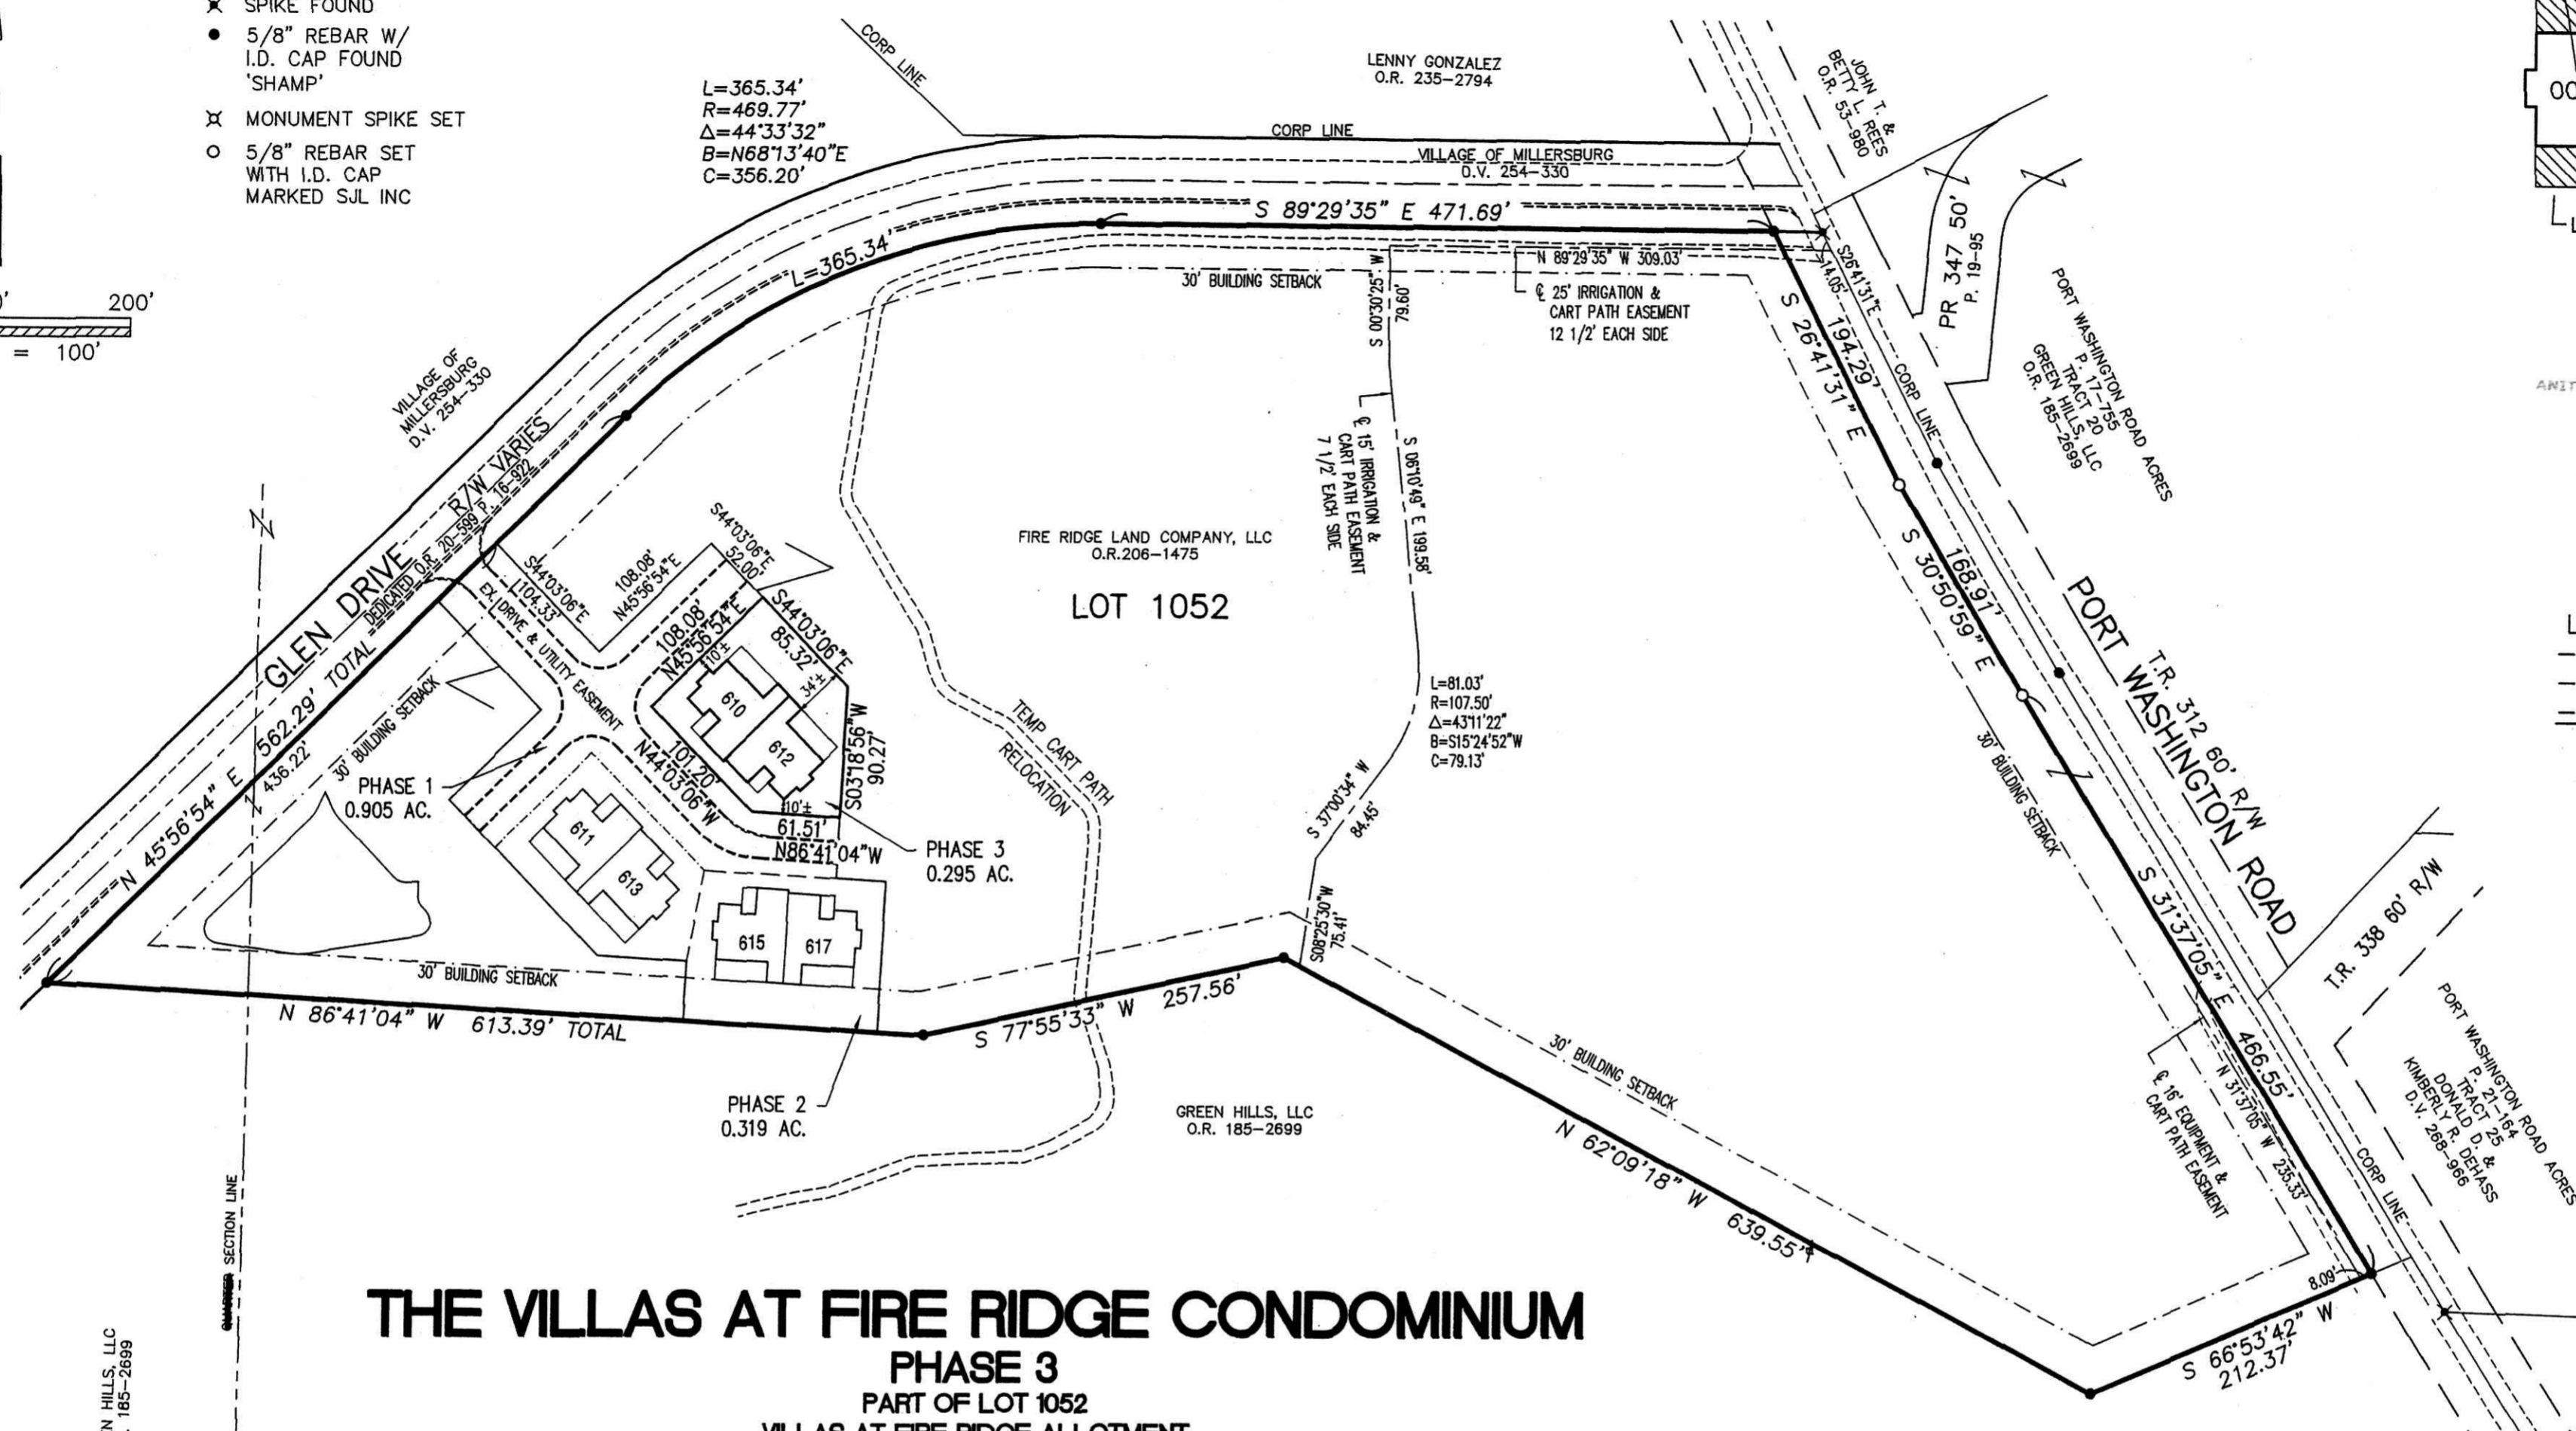 SPIKE FOUND
5/8" REBAR W/
I.D. CAP FOUND
'SHAMP'
MONUMENT SPIKE SET
5/8" REBAR SET
WITH I.D. CAP
MARKED SJL INC
200'
= 100'
L=365.34'
R=469.77'
Δ=44°33'32"
B=N68°13'40"E
C=356.20'
CORP LINE
LENNY GONZALEZ
O.R. 235-2794
CORP LINE
VILLAGE OF MILLERSBURG
D.V. 254-330
S 89°29'35" E 471.69'
L=365.34'
30' BUILDING SETBACK
N 89°29'35" W 309.03'
℄ 25' IRRIGATION &
CART PATH EASEMENT
12 1/2' EACH SIDE
S 00°30'25" W
79.60'
JOHN T. &
BETTY L. REES
O.R. 53-980
PR 347 50'
P. 19-95
S26°41'31"E
14.05'
194.29'
S 26°41'31" E
CORP LINE
PORT WASHINGTON ROAD ACRES
P. 17-755
TRACT 20
GREEN HILLS, LLC
O.R. 185-2699
VILLAGE OF
MILLERSBURG
D.V. 254-330
GLEN DRIVE
R/W VARIES
DEDICATED O.R. 20-599 P. 16-922
N 45°56'54" E 562.29' TOTAL
436.22'
30' BUILDING SETBACK
EX. DRIVE & UTILITY EASEMENT
S44°03'06"E
104.33'
108.08'
N45°56'54"E
S44°03'06"E
52.00'
108.08'
N45°56'54"E
S44°03'06"E
85.32'
10'±
34'±
610
612
S03°18'56"W
90.27'
101.20'
N44°03'06"W
10'±
61.51'
N86°41'04"W
PHASE 1
0.905 AC.
611
613
615
617
PHASE 3
0.295 AC.
FIRE RIDGE LAND COMPANY, LLC
O.R.206-1475
LOT 1052
℄ 15' IRRIGATION &
CART PATH EASEMENT
7 1/2' EACH SIDE
S 06°10'49" E 199.58'
L=81.03'
R=107.50'
Δ=43°11'22"
B=S15°24'52"W
C=79.13'
S 37°00'34" W
84.45'
S08°25'30"W
75.41'
TEMP CART PATH
RELOCATION
168.91'
S 30°50'59" E
PORT WASHINGTON ROAD
T.R. 312 60' R/W
30' BUILDING SETBACK
S 31°37'05" E 466.55'
T.R. 338 60' R/W
PORT WASHINGTON ROAD ACRES
P. 21-164
TRACT 25
DONALD D. &
KIMBERLY R. DEHASS
D.V. 268-966
CORP LINE
℄ 16' EQUIPMENT &
CART PATH EASEMENT
N 31°37'05" W 235.33'
8.09'
S 66°53'42" W
212.37'
30' BUILDING SETBACK
N 62°09'18" W 639.55'
30' BUILDING SETBACK
N 86°41'04" W 613.39' TOTAL
S 77°55'33" W 257.56'
PHASE 2
0.319 AC.
GREEN HILLS, LLC
O.R. 185-2699
SECTION LINE
HILLS, LLC
185-2699
THE VILLAS AT FIRE RIDGE CONDOMINIUM
PHASE 3
PART OF LOT 1052
VILLAS AT FIRE RIDGE ALLOTMENT